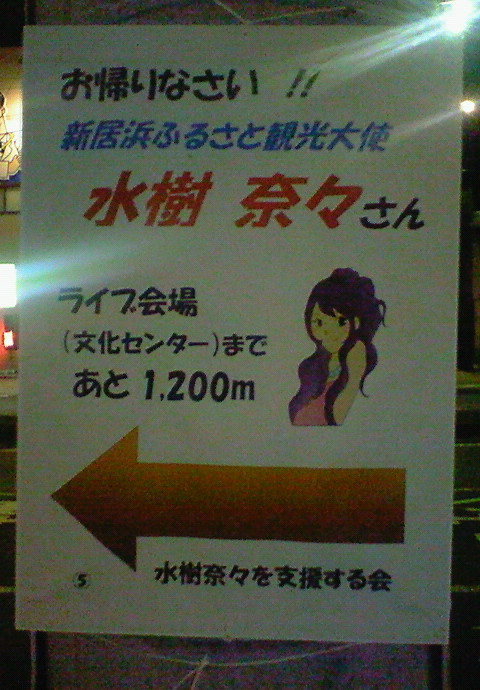 お帰りなさい !!
新居浜ふるさと観光大使
水樹 奈々さん
ライブ会場
(文化センター)まで
あと 1,200m
⑤
水樹奈々を支援する会